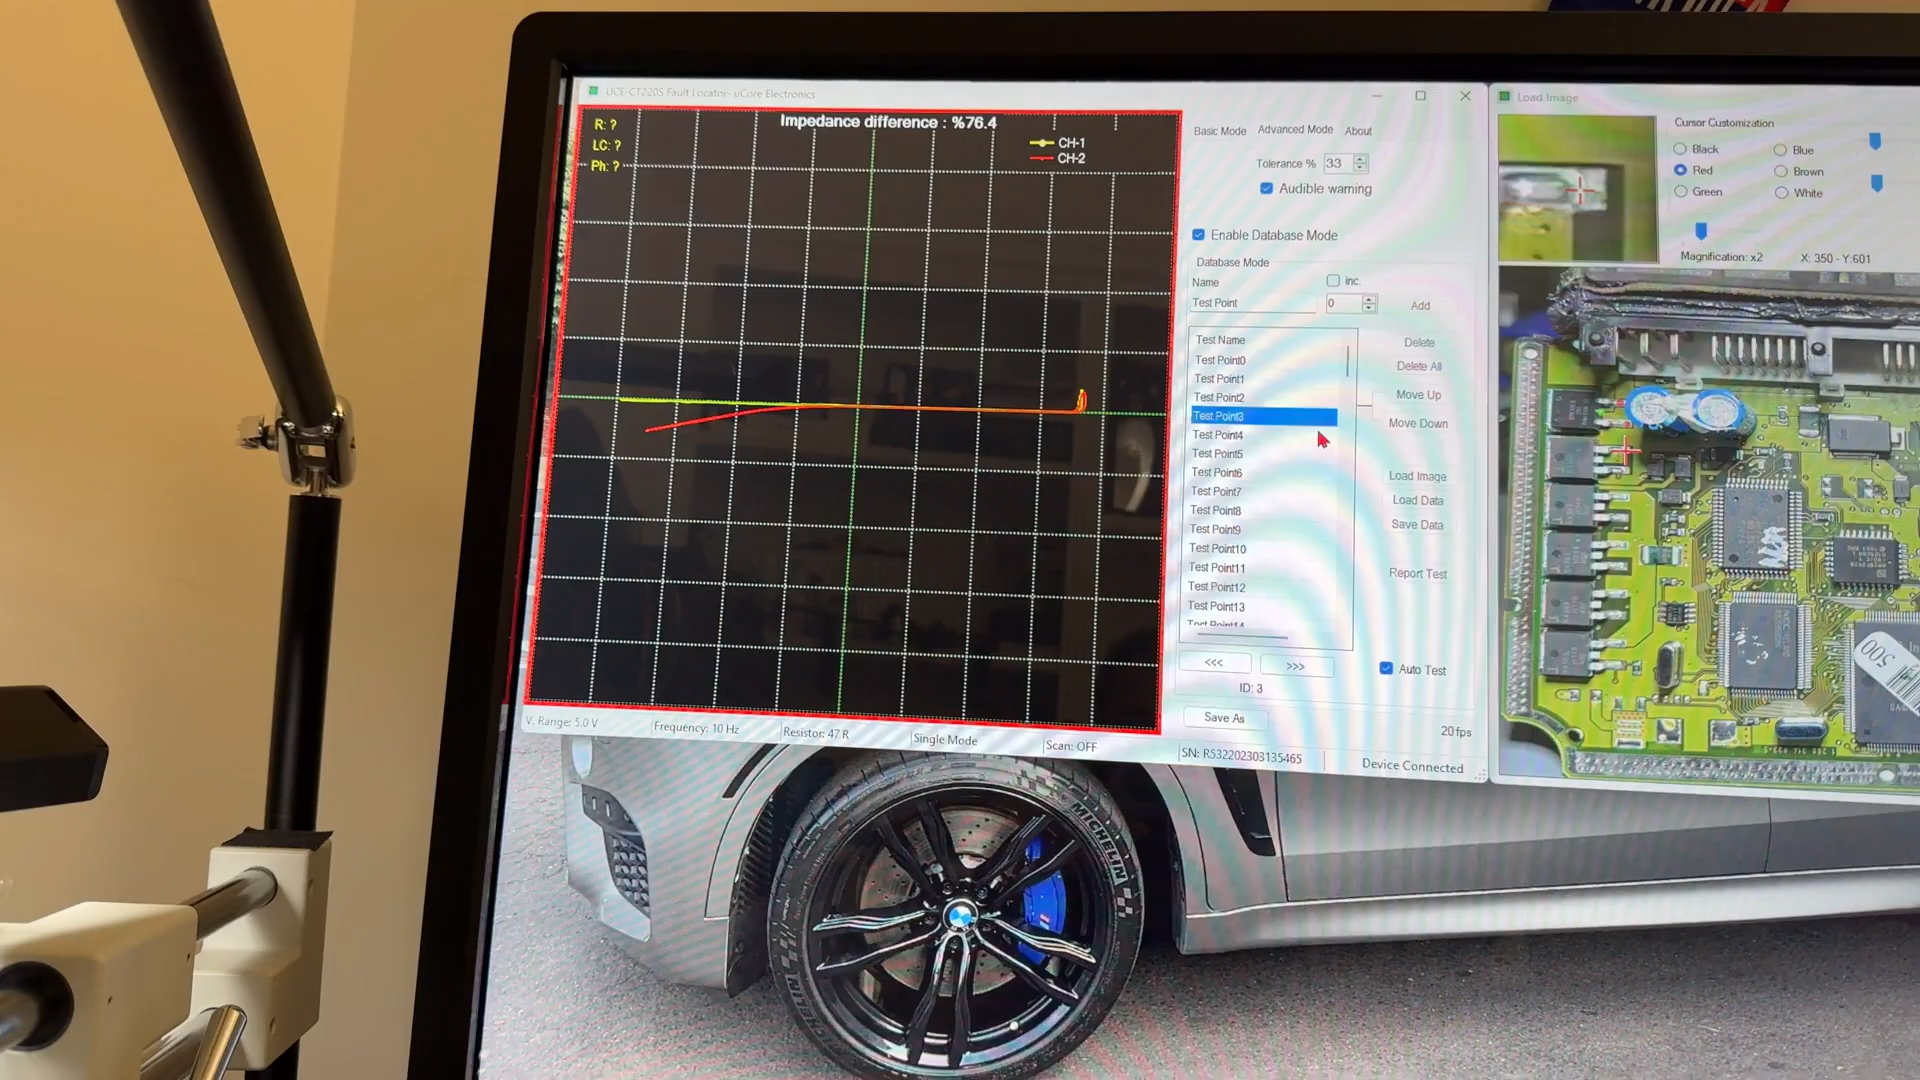 UCE-CT220S Fault Locator- uCore Electronics
R: ?
LC: ?
Ph: ?
Impedance difference : %76.4
CH-1
CH-2
Basic Mode
Advanced Mode
About
Tolerance %
33
Audible warning
Enable Database Mode
Database Mode
Name
inc.
Test Point
0
Add
Test Name
Test Point0
Test Point1
Test Point2
Test Point3
Test Point4
Test Point5
Test Point6
Test Point7
Test Point8
Test Point9
Test Point10
Test Point11
Test Point12
Test Point13
Test Point14
Delete
Delete All
Move Up
Move Down
Load Image
Load Data
Save Data
Report Test
<<<
>>>
Auto Test
ID: 3
Save As
20 fps
V. Range: 5.0 V
Frequency: 10 Hz
Resistor: 47 R
Single Mode
Scan: OFF
SN: R532202303135465
Device Connected
Load Image
Cursor Customization
Black
Blue
Red
Brown
Green
White
Magnification: x2
X: 350 - Y:601
500
MICHELIN